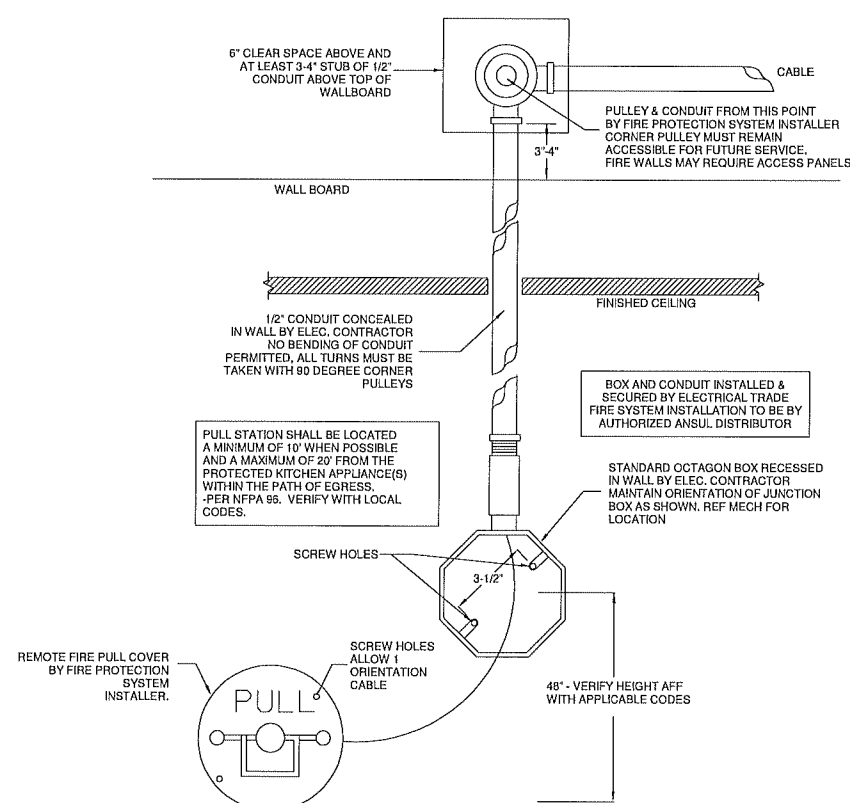 6" CLEAR SPACE ABOVE AND
AT LEAST 3-4" STUB OF 1/2"
CONDUIT ABOVE TOP OF
WALLBOARD
CABLE
PULLEY & CONDUIT FROM THIS POINT
BY FIRE PROTECTION SYSTEM INSTALLER
CORNER PULLEY MUST REMAIN
ACCESSIBLE FOR FUTURE SERVICE.
FIRE WALLS MAY REQUIRE ACCESS PANELS
3"-4"
WALL BOARD
FINISHED CEILING
1/2" CONDUIT CONCEALED
IN WALL BY ELEC. CONTRACTOR
NO BENDING OF CONDUIT
PERMITTED, ALL TURNS MUST BE
TAKEN WITH 90 DEGREE CORNER
PULLEYS
BOX AND CONDUIT INSTALLED &
SECURED BY ELECTRICAL TRADE
FIRE SYSTEM INSTALLATION TO BE BY
AUTHORIZED ANSUL DISTRIBUTOR
PULL STATION SHALL BE LOCATED
A MINIMUM OF 10' WHEN POSSIBLE
AND A MAXIMUM OF 20' FROM THE
PROTECTED KITCHEN APPLIANCE(S)
WITHIN THE PATH OF EGRESS.
-PER NFPA 96. VERIFY WITH LOCAL
CODES.
STANDARD OCTAGON BOX RECESSED
IN WALL BY ELEC. CONTRACTOR
MAINTAIN ORIENTATION OF JUNCTION
BOX AS SHOWN. REF MECH FOR
LOCATION
SCREW HOLES
3-1/2"
REMOTE FIRE PULL COVER
BY FIRE PROTECTION
SYSTEM
INSTALLER.
SCREW HOLES
ALLOW 1
ORIENTATION
CABLE
PULL
48" - VERIFY HEIGHT AFF
WITH APPLICABLE CODES